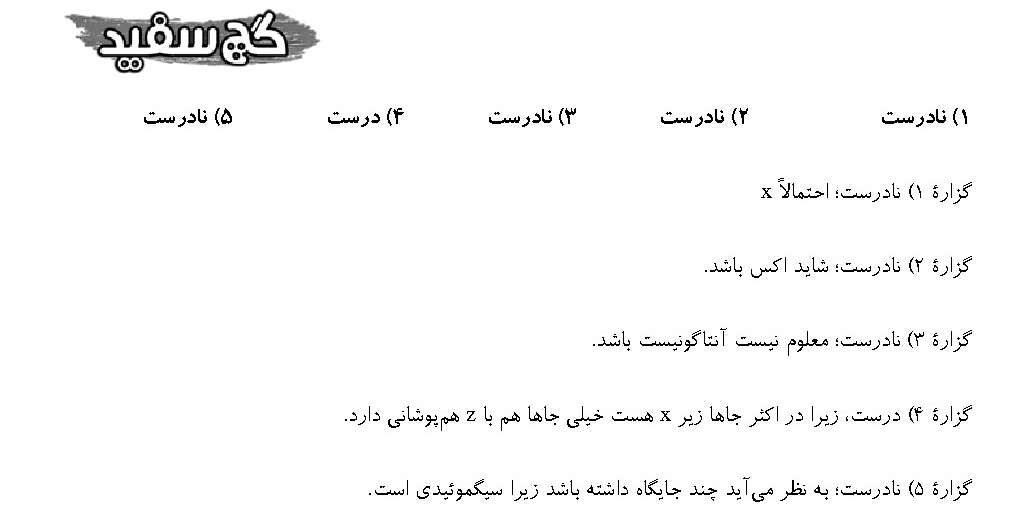 گچ سفید
۱) نادرست ۲) نادرست ۳) نادرست ۴) درست ۵) نادرست
گزارهٔ ۱) نادرست؛ احتمالاً x
گزارهٔ ۲) نادرست؛ شاید اکس باشد.
گزارهٔ ۳) نادرست؛ معلوم نیست آنتاگونیست باشد.
گزارهٔ ۴) درست، زیرا در اکثر جاها زیر x هست خیلی جاها هم با z هم‌پوشانی دارد.
گزارهٔ ۵) نادرست؛ به نظر می‌آید چند جایگاه داشته باشد زیرا سیگموئیدی است.